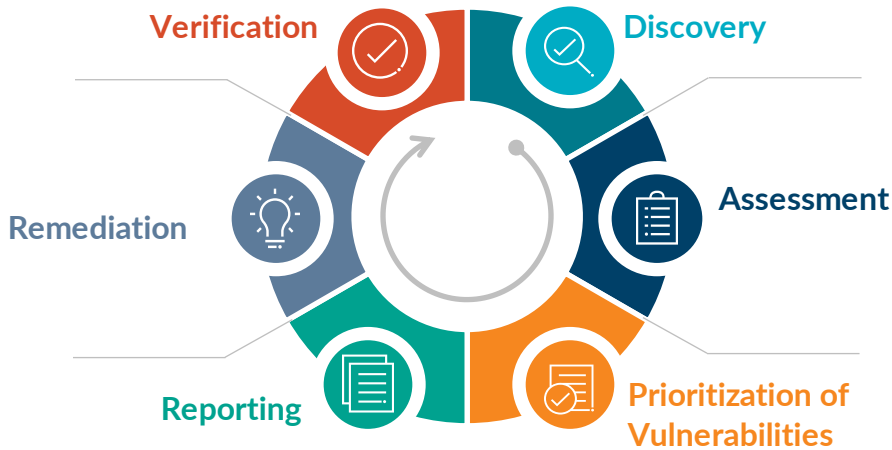 Verification
Discovery
Assessment
Remediation
Reporting
Prioritization of
Vulnerabilities